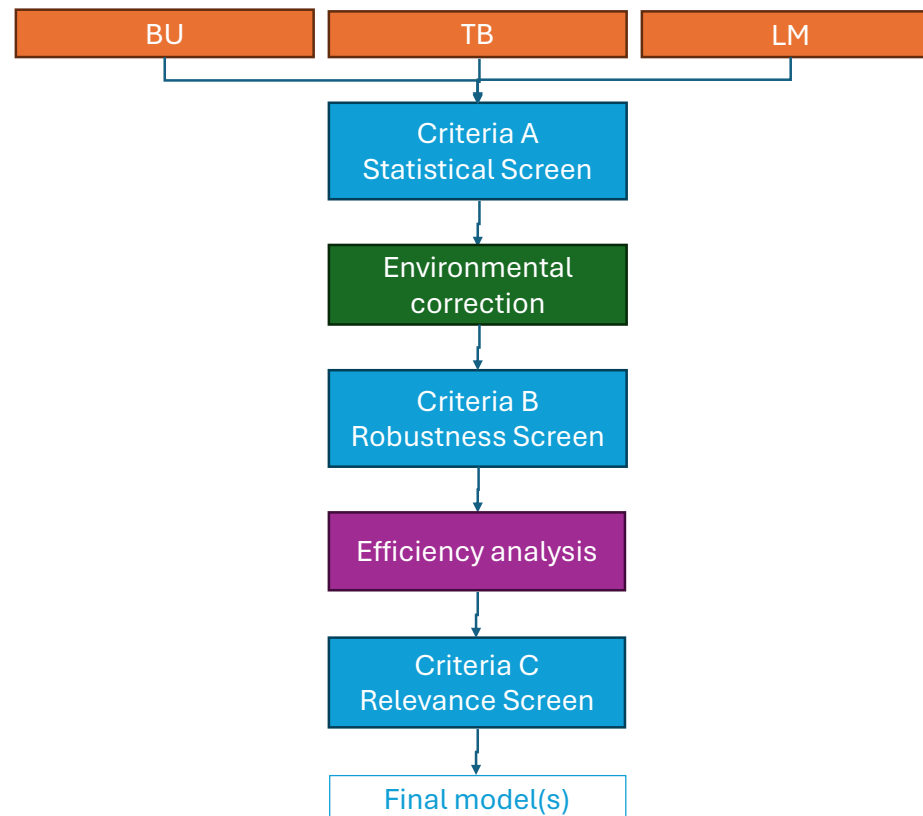 BU
TB
LM
Criteria A
Statistical Screen
Environmental
correction
Criteria B
Robustness Screen
Efficiency analysis
Criteria C
Relevance Screen
Final model(s)